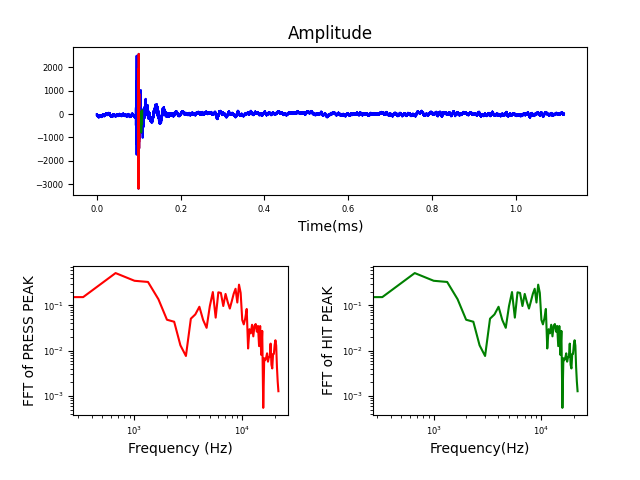 Amplitude
2000
1000
0
−1000
−2000
−3000
0.0 0.2 0.4 0.6 0.8 1.0
Time(ms)
FFT of PRESS PEAK
10⁻¹
10⁻²
10⁻³
10³ 10⁴
Frequency (Hz)
FFT of HIT PEAK
10⁻¹
10⁻²
10⁻³
10³ 10⁴
Frequency(Hz)